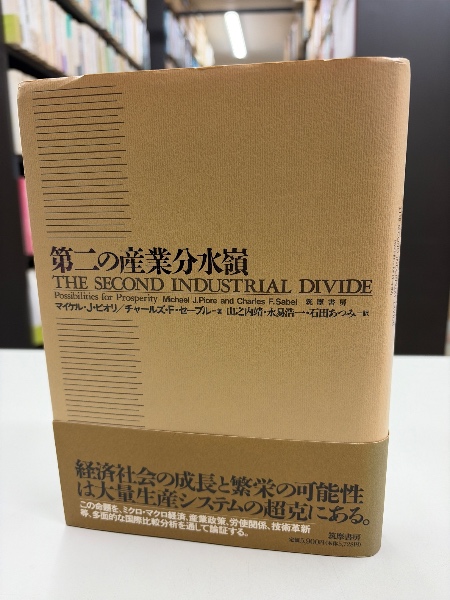 第二の産業分水嶺
THE SECOND INDUSTRIAL DIVIDE
Possibilities for Prosperity Michael J.Piore and Charles F.Sabel 筑摩書房
マイケル・J・ピオリ/チャールズ・F・セーブル=著 山之内靖・永易浩一・石田あつみ=訳
経済社会の成長と繁栄の可能性
は大量生産システムの超克にある。
この命題を、ミクロ・マクロ経済、産業政策、労使関係、技術革新
等、多面的な国際比較分析を通して論証する。
筑摩書房